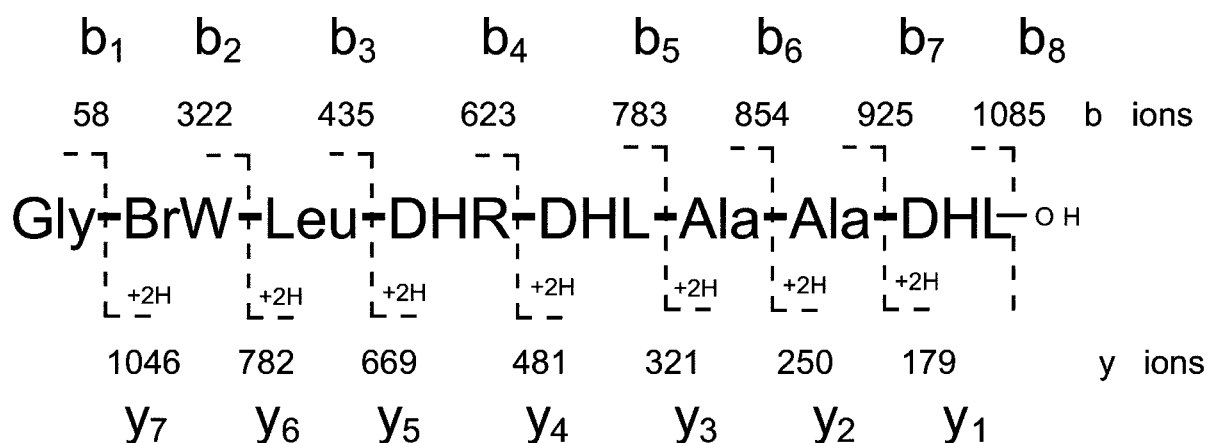 b1 b2 b3 b4 b5 b6 b7 b8
58 322 435 623 783 854 925 1085 b ions
Gly-BrW-Leu-DHR-DHL-Ala-Ala-DHL-OH
+2H +2H +2H +2H +2H +2H +2H
1046 782 669 481 321 250 179 y ions
y7 y6 y5 y4 y3 y2 y1